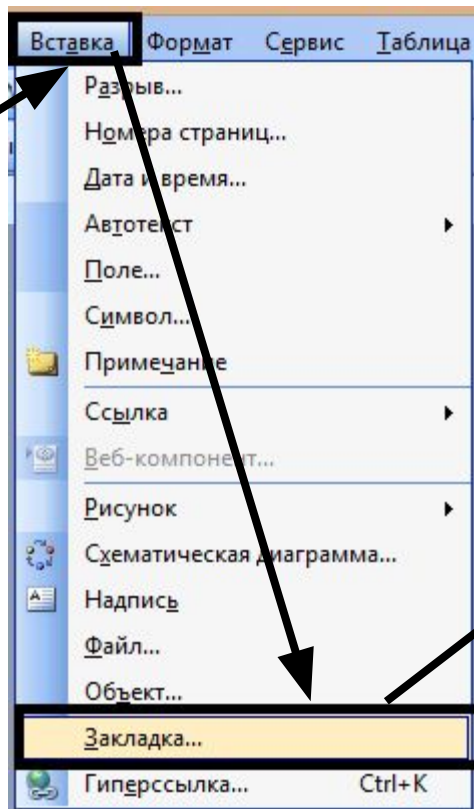 Вставка Формат Сервис Таблица
Разрыв...
Номера страниц...
Дата и время...
Автотекст
Поле...
Символ...
Примечание
Ссылка
Веб-компонент...
Рисунок
Схематическая диаграмма...
Надпись
Файл...
Объект...
Закладка...
Гиперссылка... Ctrl+K